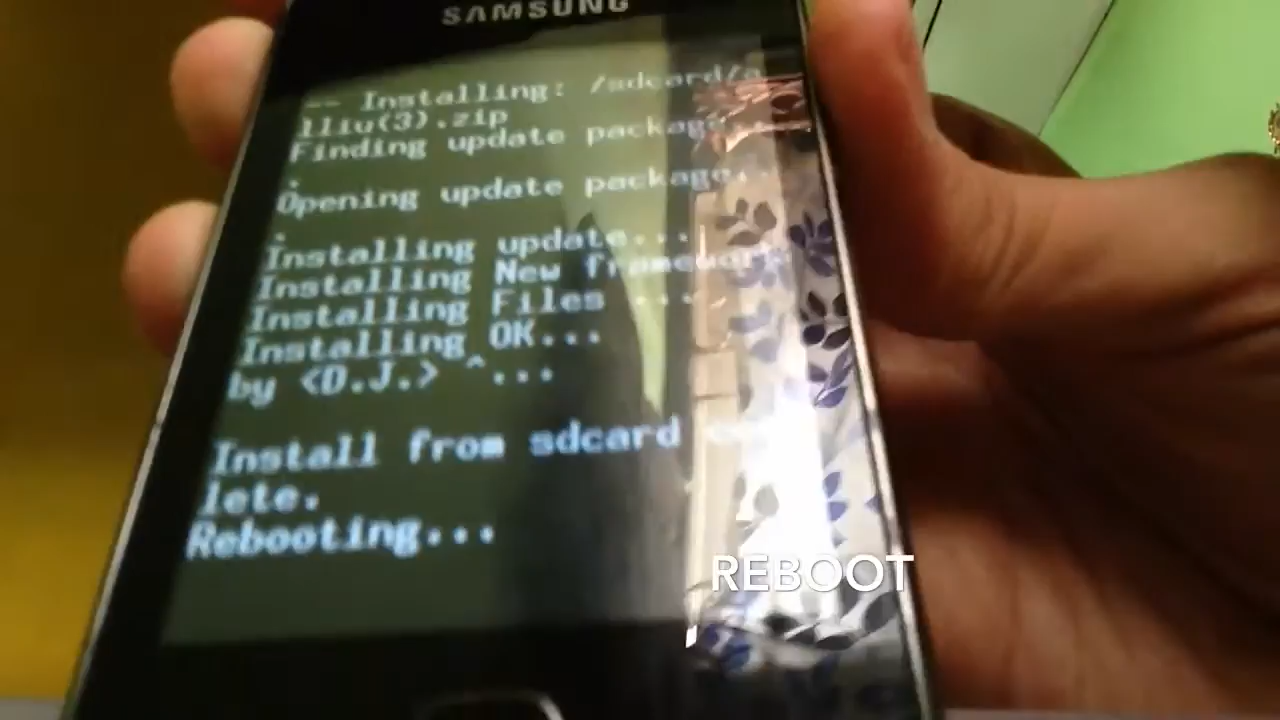 SAMSUNG
-- Installing: /sdcard/a
lliu(3).zip
Finding update package...
.
Opening update package...
.
Installing update...
Installing New framework
Installing Files ....
Installing OK...
by <D.J.> ^...
Install from sdcard
lete.
Rebooting...
REBOOT